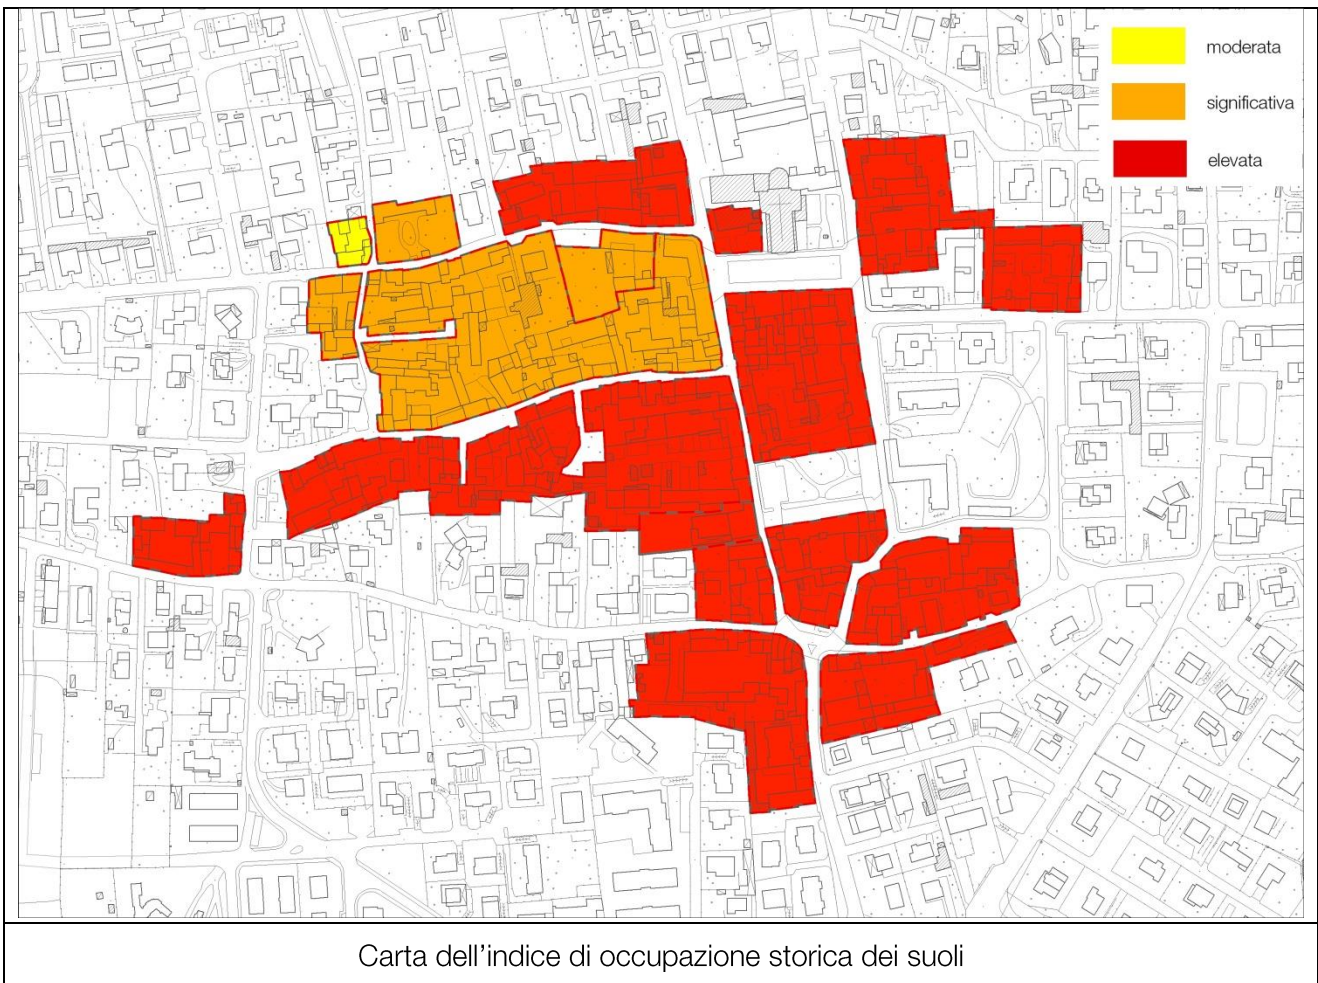 moderata
significativa
elevata
Carta dell'indice di occupazione storica dei suoli